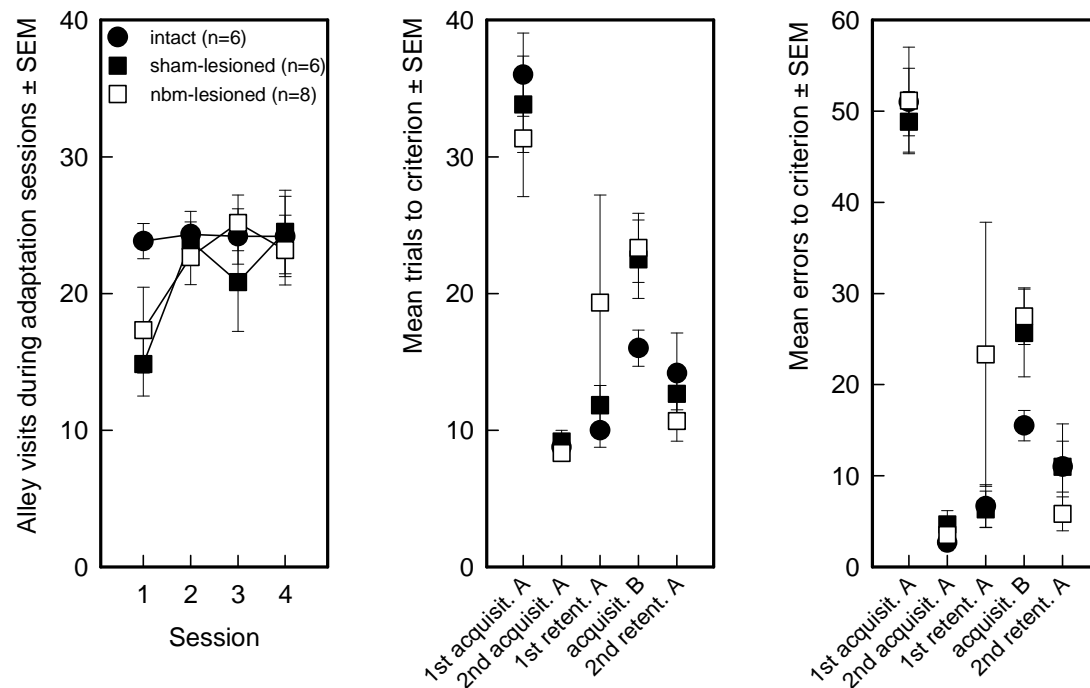 Alley visits during adaptation sessions ± SEM
40
30
20
10
0
intact (n=6)
sham-lesioned (n=6)
nbm-lesioned (n=8)
1 2 3 4
Session
Mean trials to criterion ± SEM
40
30
20
10
0
1st acquisit. A
2nd acquisit. A
1st retent. A
acquisit. B
2nd retent. A
Mean errors to criterion ± SEM
60
50
40
30
20
10
0
1st acquisit. A
2nd acquisit. A
1st retent. A
acquisit. B
2nd retent. A